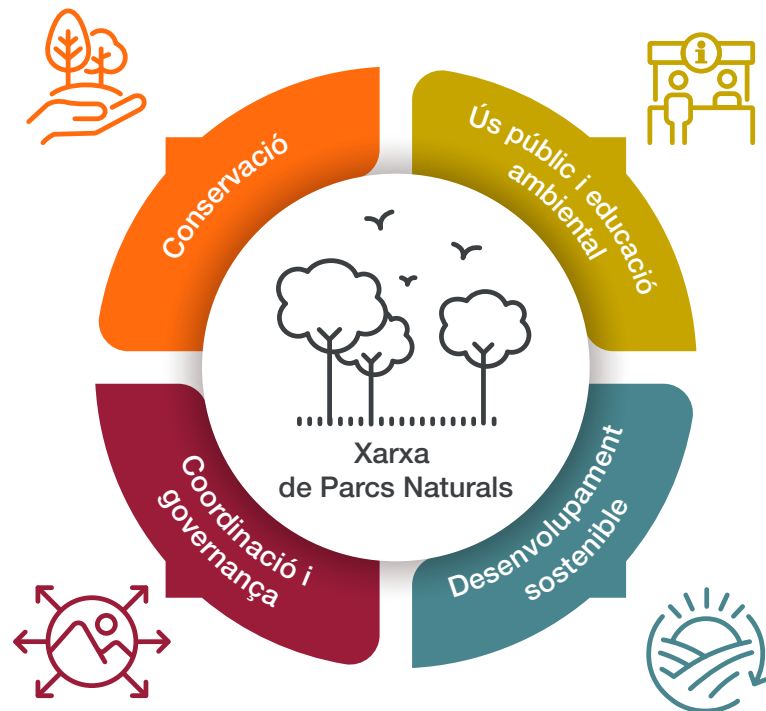 Conservació
Ús públic i educació
ambiental
Xarxa
de Parcs Naturals
Coordinació i
governança
Desenvolupament
sostenible
i